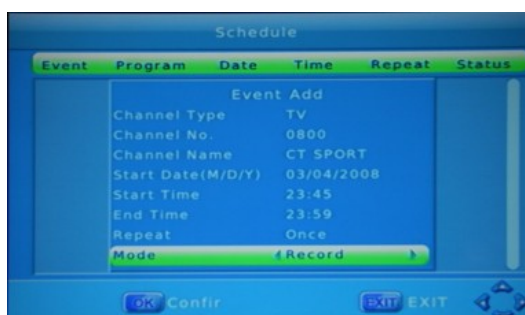 Schedule
Event Program Date Time Repeat Status
Event Add
Channel Type TV
Channel No. 0800
Channel Name CT SPORT
Start Date(M/D/Y) 03/04/2008
Start Time 23:45
End Time 23:59
Repeat Once
Mode Record
OK Confir EXIT EXIT